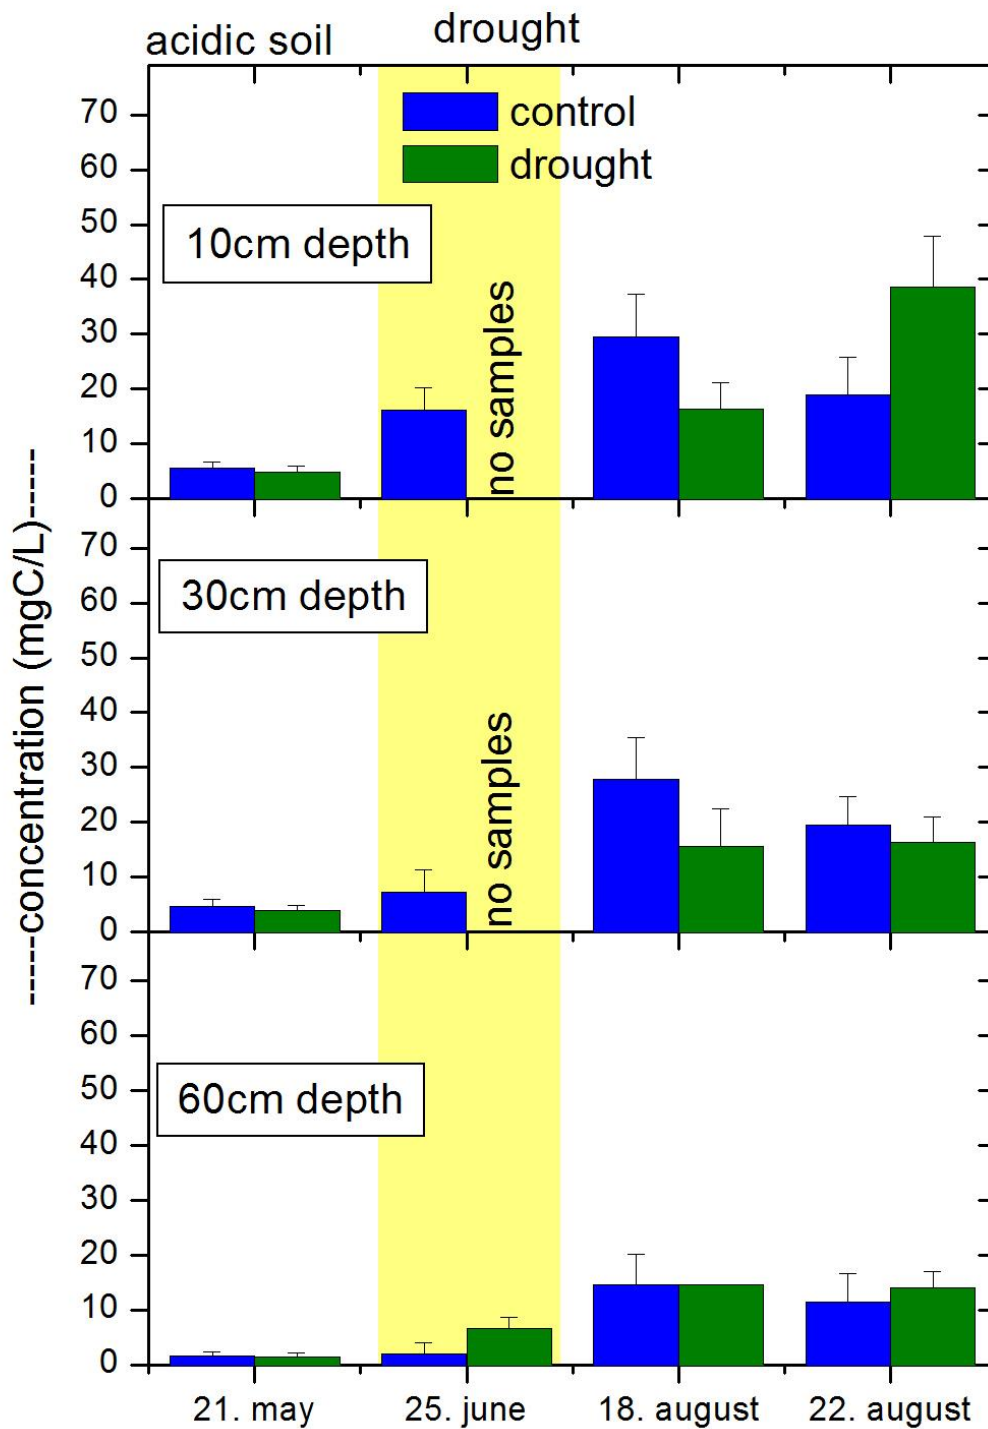 acidic soil
drought
control
drought
70
60
50
40
30
20
10
0
10cm depth
no samples
70
60
50
40
30
20
10
0
30cm depth
no samples
70
60
50
40
30
20
10
0
60cm depth
-----concentration (mgC/L)-----
21. may
25. june
18. august
22. august